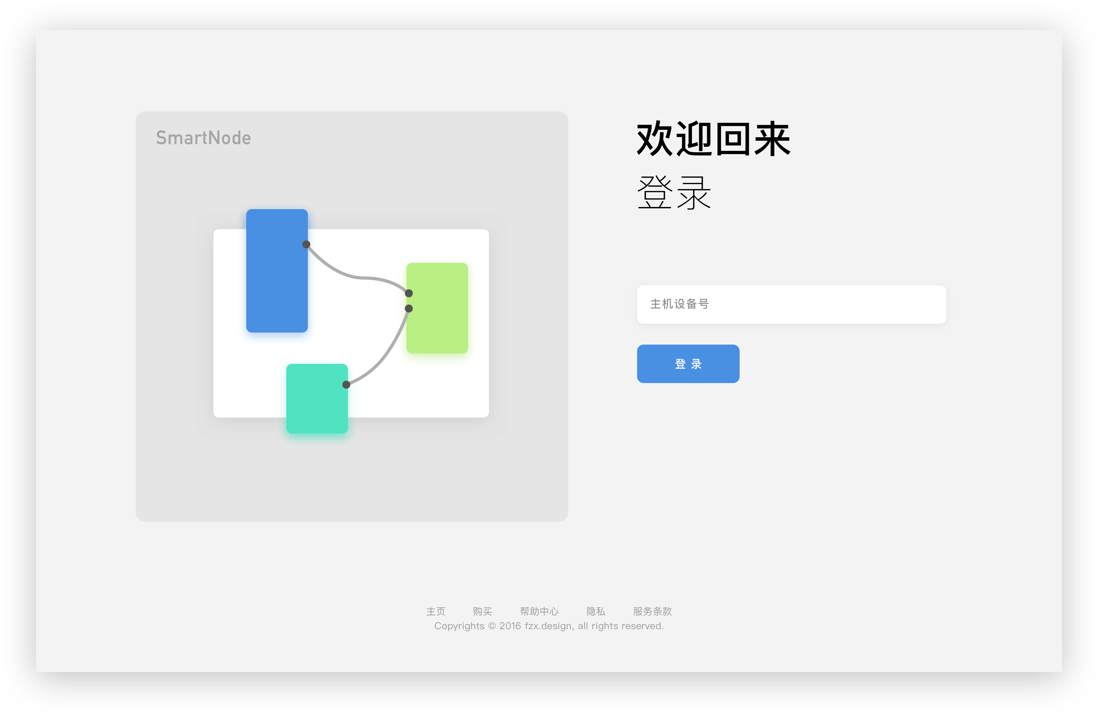 SmartNode
欢迎回来
登录
主机设备号
登 录
主页 购买 帮助中心 隐私 服务条款
Copyrights © 2016 fzx.design, all rights reserved.